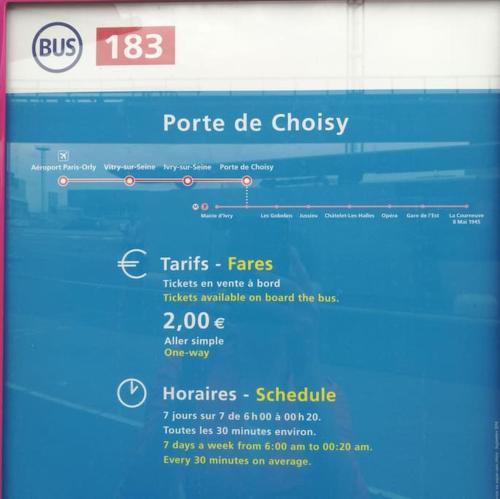 BUS 183
Porte de Choisy
Aéroport Paris-Orly Vitry-sur-Seine Ivry-sur-Seine Porte de Choisy
M 7
Mairie d'Ivry Les Gobelins Jussieu Châtelet-Les Halles Opéra Gare de l'Est La Courneuve
8 Mai 1945
€ Tarifs - Fares
Tickets en vente à bord
Tickets available on board the bus.
2,00 €
Aller simple
One-way
Horaires - Schedule
7 jours sur 7 de 6h00 à 00h20.
Toutes les 30 minutes environ.
7 days a week from 6:00 am to 00:20 am.
Every 30 minutes on average.